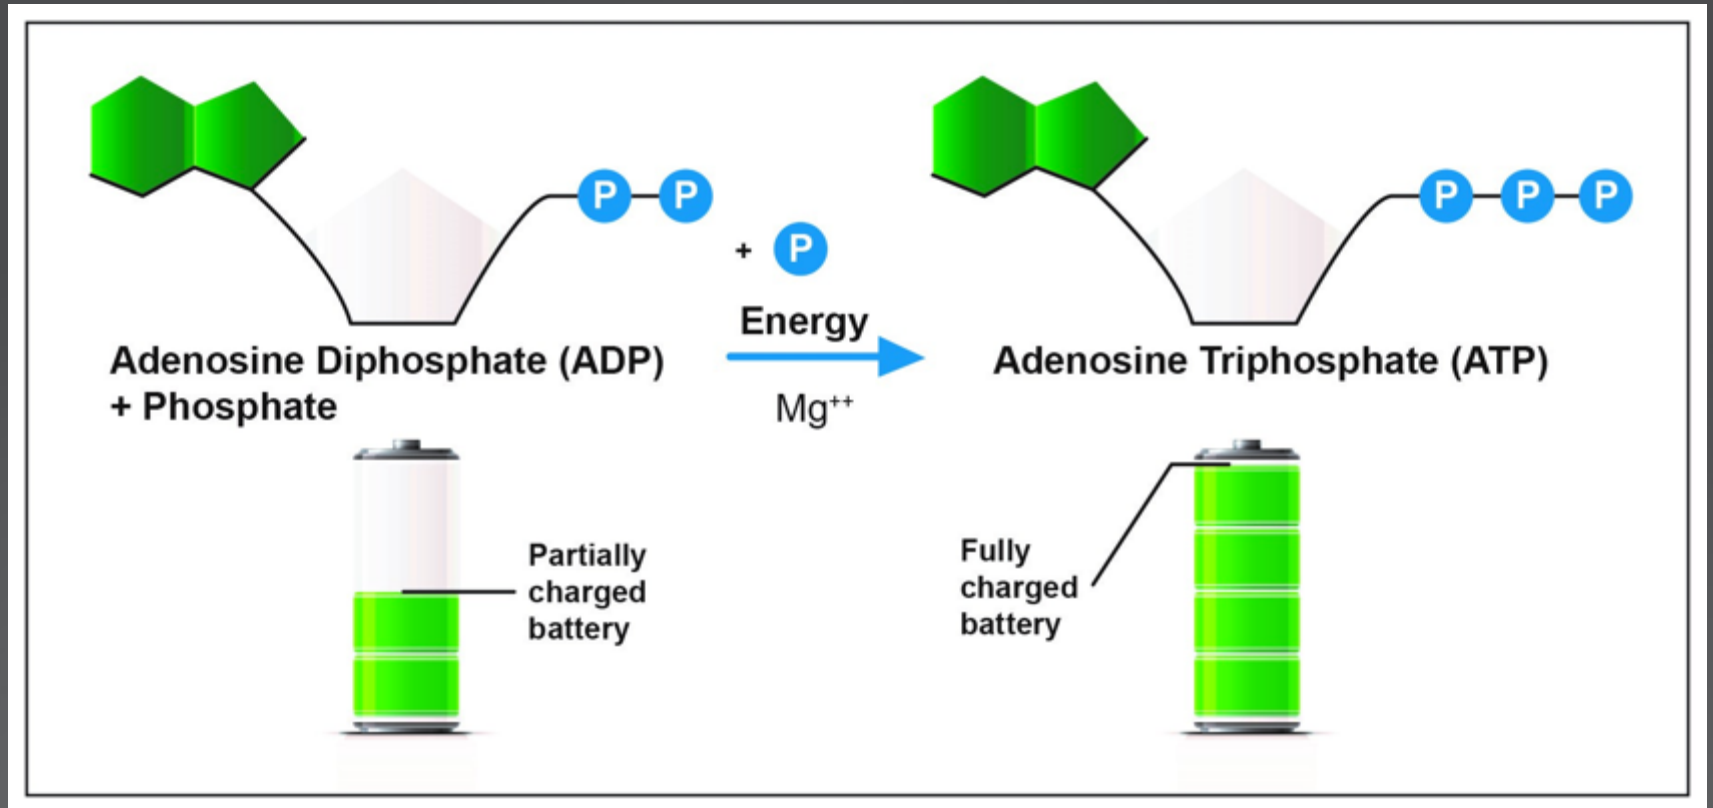 P P
+ P
P P P
Energy
Mg++
Adenosine Diphosphate (ADP)
+ Phosphate
Adenosine Triphosphate (ATP)
Partially
charged
battery
Fully
charged
battery